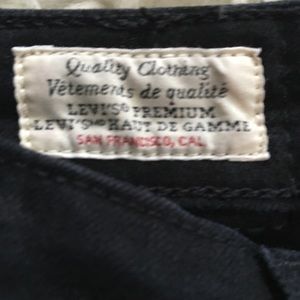 Quality Clothing
Vêtements de qualité
LEVI'S® PREMIUM
LEVI'S® HAUT DE GAMME
SAN FRANCISCO, CAL